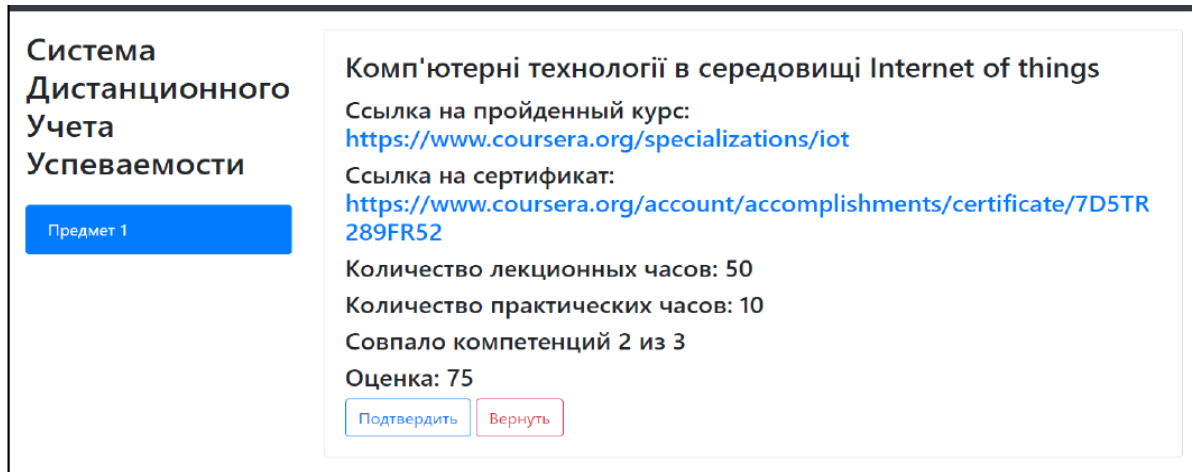 Система
Дистанционного
Учета
Успеваемости
Предмет 1
Комп'ютерні технології в середовищі Internet of things
Ссылка на пройденный курс:
https://www.coursera.org/specializations/iot
Ссылка на сертификат:
https://www.coursera.org/account/accomplishments/certificate/7D5TR
289FR52
Количество лекционных часов: 50
Количество практических часов: 10
Совпало компетенций 2 из 3
Оценка: 75
Подтвердить Вернуть